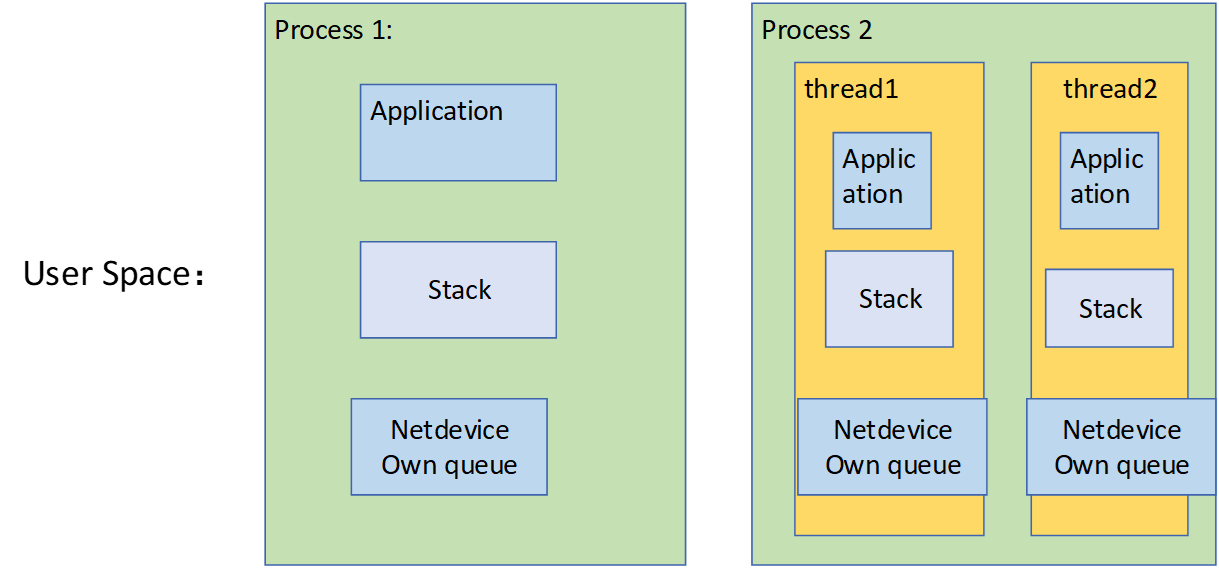 Process 1:
Application
Stack
Netdevice
Own queue
User Space：
Process 2
thread1
Applic
ation
Stack
Netdevice
Own queue
thread2
Applic
ation
Stack
Netdevice
Own queue